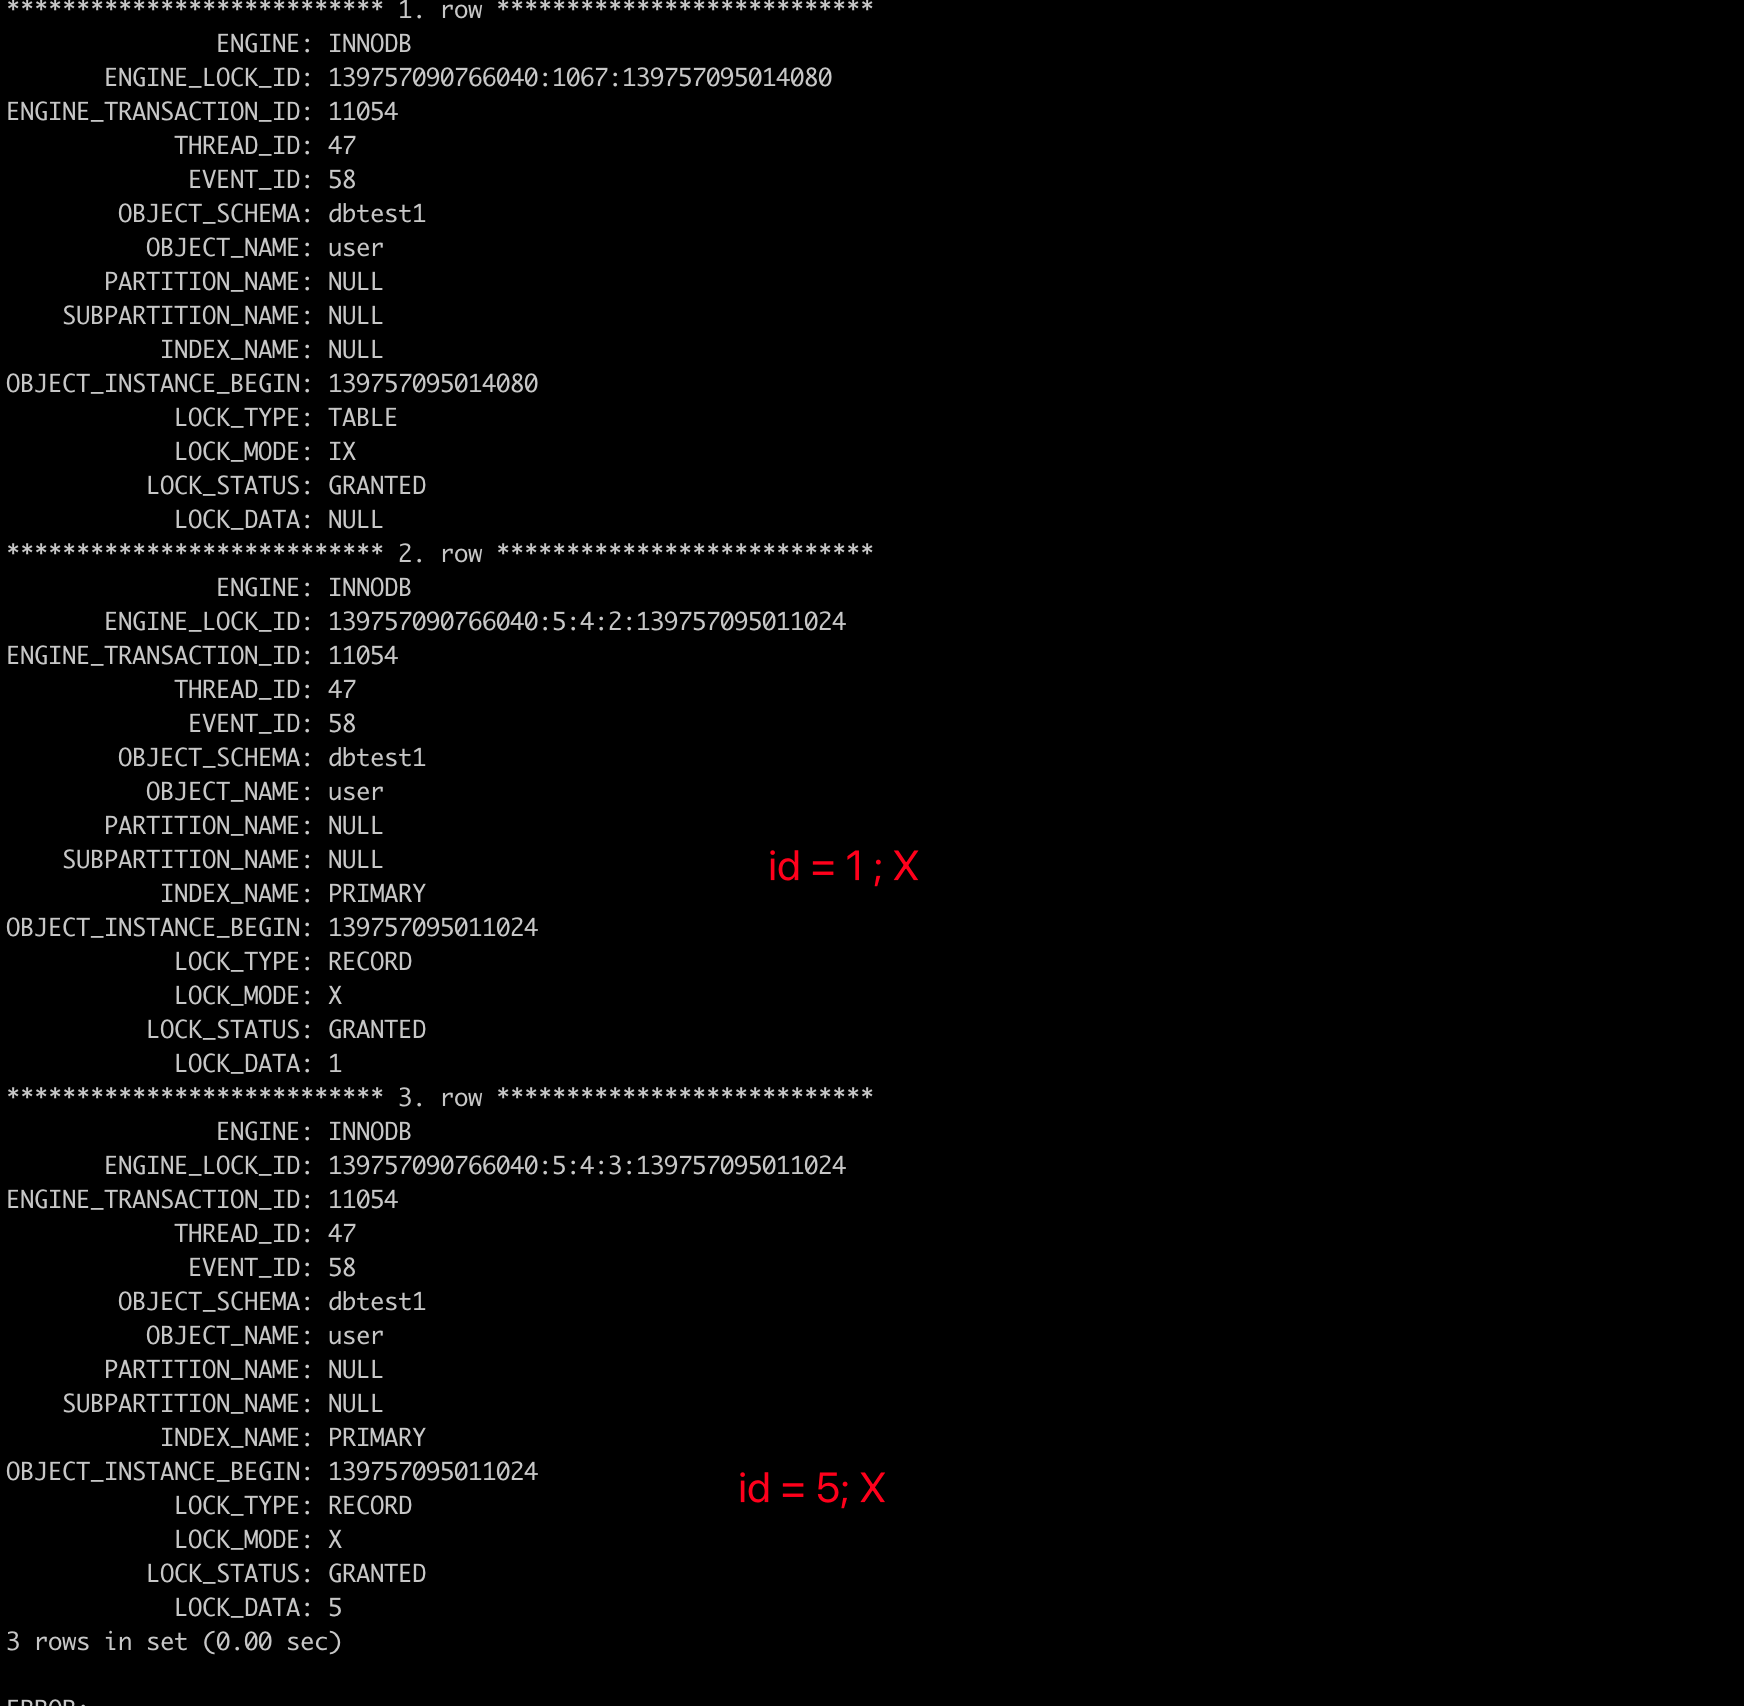 *************************** 1. row ***************************
ENGINE: INNODB
ENGINE_LOCK_ID: 139757090766040:1067:139757095014080
ENGINE_TRANSACTION_ID: 11054
THREAD_ID: 47
EVENT_ID: 58
OBJECT_SCHEMA: dbtest1
OBJECT_NAME: user
PARTITION_NAME: NULL
SUBPARTITION_NAME: NULL
INDEX_NAME: NULL
OBJECT_INSTANCE_BEGIN: 139757095014080
LOCK_TYPE: TABLE
LOCK_MODE: IX
LOCK_STATUS: GRANTED
LOCK_DATA: NULL
*************************** 2. row ***************************
ENGINE: INNODB
ENGINE_LOCK_ID: 139757090766040:5:4:2:139757095011024
ENGINE_TRANSACTION_ID: 11054
THREAD_ID: 47
EVENT_ID: 58
OBJECT_SCHEMA: dbtest1
OBJECT_NAME: user
PARTITION_NAME: NULL
SUBPARTITION_NAME: NULL
id = 1 ; X
INDEX_NAME: PRIMARY
OBJECT_INSTANCE_BEGIN: 139757095011024
LOCK_TYPE: RECORD
LOCK_MODE: X
LOCK_STATUS: GRANTED
LOCK_DATA: 1
*************************** 3. row ***************************
ENGINE: INNODB
ENGINE_LOCK_ID: 139757090766040:5:4:3:139757095011024
ENGINE_TRANSACTION_ID: 11054
THREAD_ID: 47
EVENT_ID: 58
OBJECT_SCHEMA: dbtest1
OBJECT_NAME: user
PARTITION_NAME: NULL
SUBPARTITION_NAME: NULL
INDEX_NAME: PRIMARY
OBJECT_INSTANCE_BEGIN: 139757095011024
id = 5; X
LOCK_TYPE: RECORD
LOCK_MODE: X
LOCK_STATUS: GRANTED
LOCK_DATA: 5
3 rows in set (0.00 sec)
ERROR: